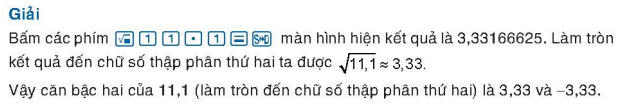 Giải
Bấm các phím √■ 1 1 • 1 = S⇔D màn hình hiện kết quả là 3,33166625. Làm tròn
kết quả đến chữ số thập phân thứ hai ta được √11,1 ≈ 3,33.
Vậy căn bậc hai của 11,1 (làm tròn đến chữ số thập phân thứ hai) là 3,33 và –3,33.